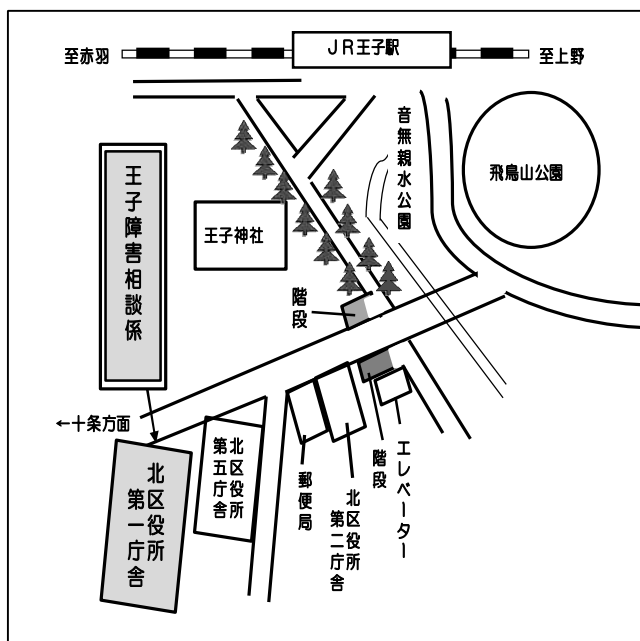 JR王子駅
至赤羽
至上野
音無親水公園
飛鳥山公園
王子障害相談係
王子神社
階段
←十条方面
北区役所
第一庁舎
北区役所
第五庁舎
郵便局
北区役所
第二庁舎
階段
エレベーター